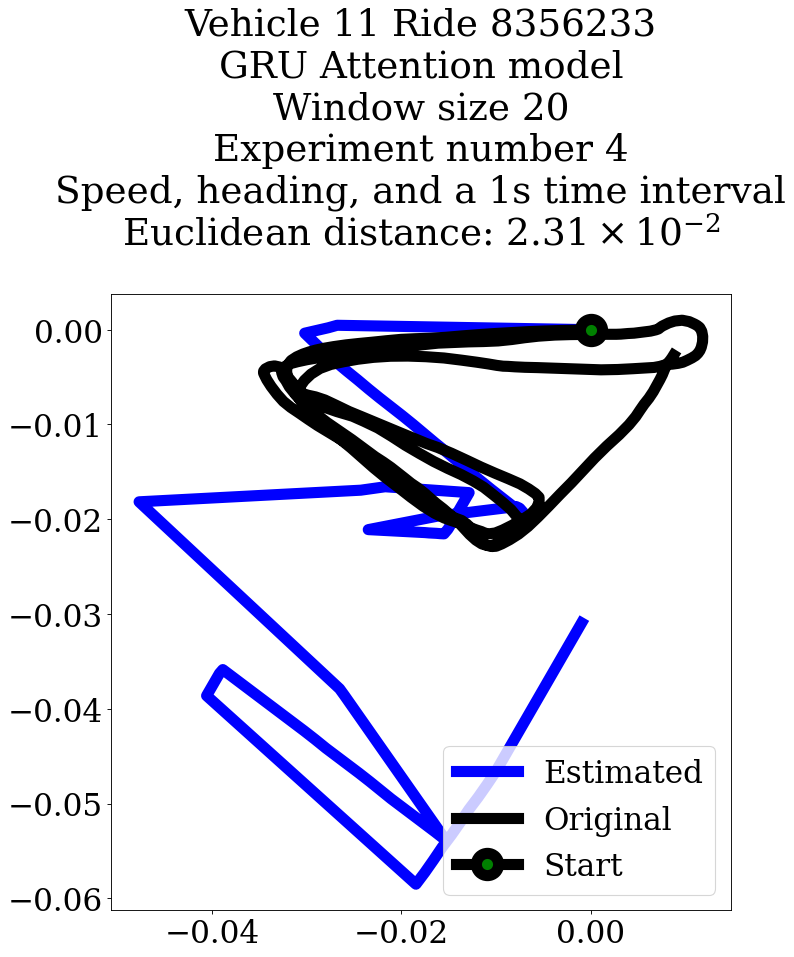 Vehicle 11 Ride 8356233
GRU Attention model
Window size 20
Experiment number 4
Speed, heading, and a 1s time interval
Euclidean distance: 2.31 × 10⁻²
0.00
−0.01
−0.02
−0.03
−0.04
−0.05
−0.06
Estimated
Original
Start
−0.04
−0.02
0.00